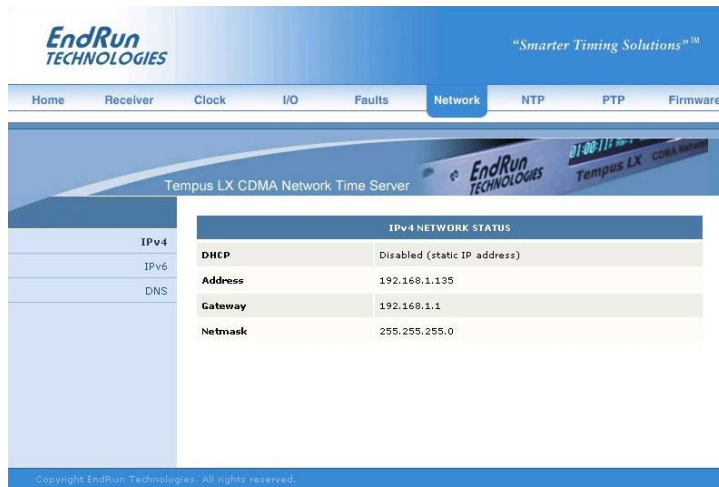 EndRun
TECHNOLOGIES
“Smarter Timing Solutions”™
Home Receiver Clock I/O Faults Network NTP PTP Firmware
Tempus LX CDMA Network Time Server
EndRun
TECHNOLOGIES
Tempus LX CDMA
IPv4 NETWORK STATUS
IPv4
IPv6
DNS
DHCP Disabled (static IP address)
Address 192.168.1.135
Gateway 192.168.1.1
Netmask 255.255.255.0
Copyright EndRun Technologies. All rights reserved.